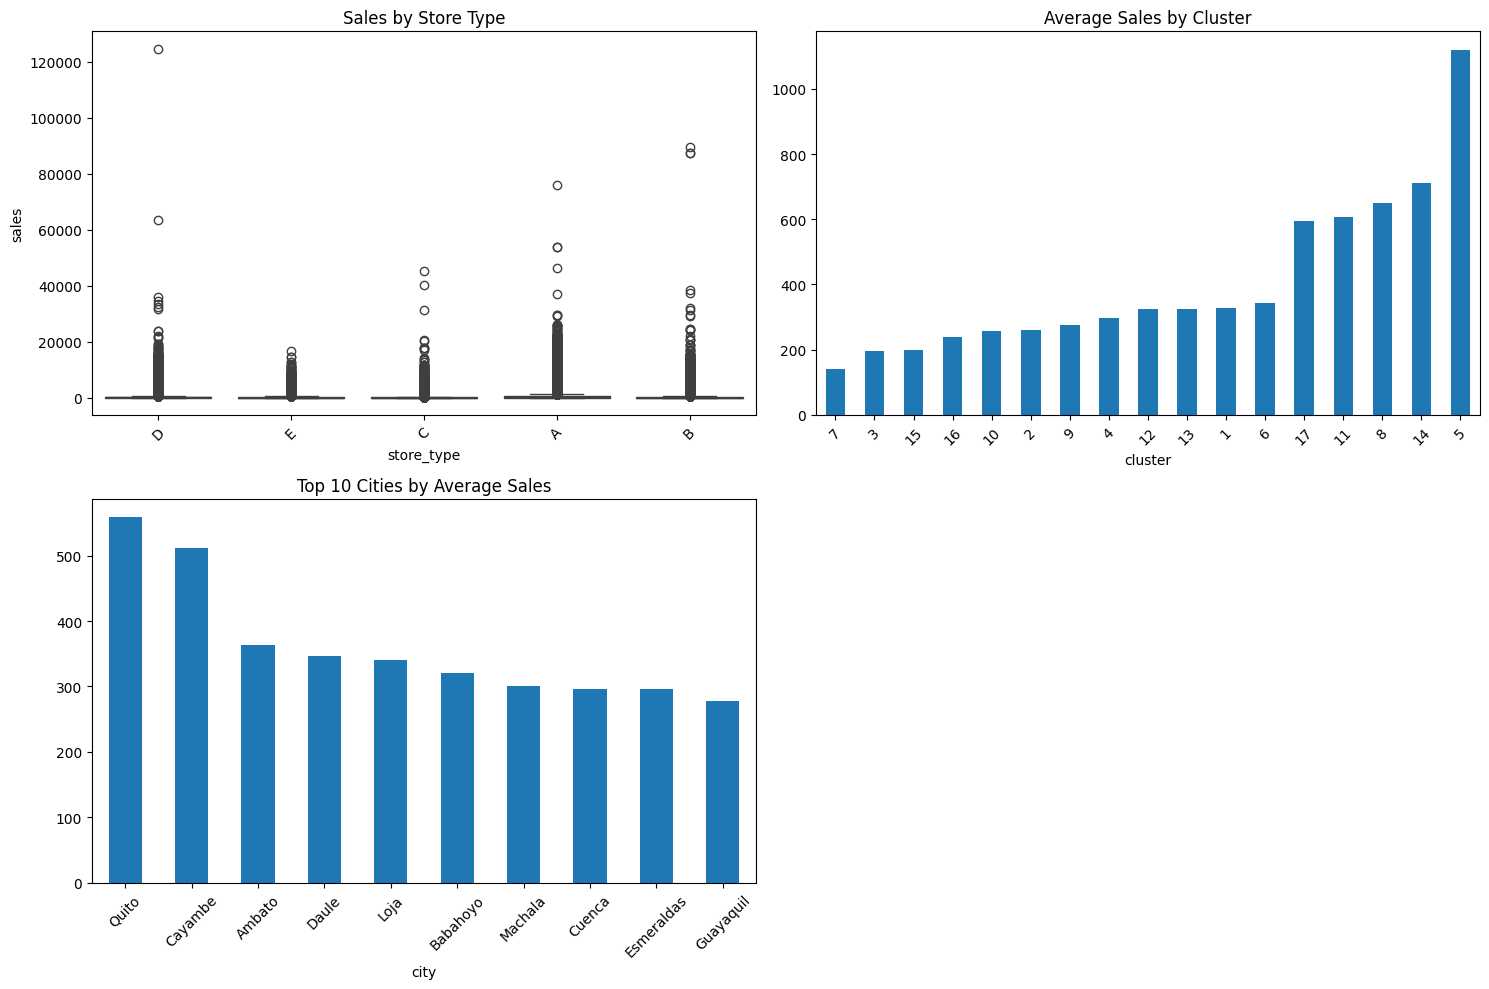 Sales by Store Type
120000
100000
80000
60000
40000
20000
0
sales
D E C A B
store_type
Average Sales by Cluster
1000
800
600
400
200
0
7 3 15 16 10 2 9 4 12 13 1 6 17 11 8 14 5
cluster
Top 10 Cities by Average Sales
500
400
300
200
100
0
Quito Cayambe Ambato Daule Loja Babahoyo Machala Cuenca Esmeraldas Guayaquil
city